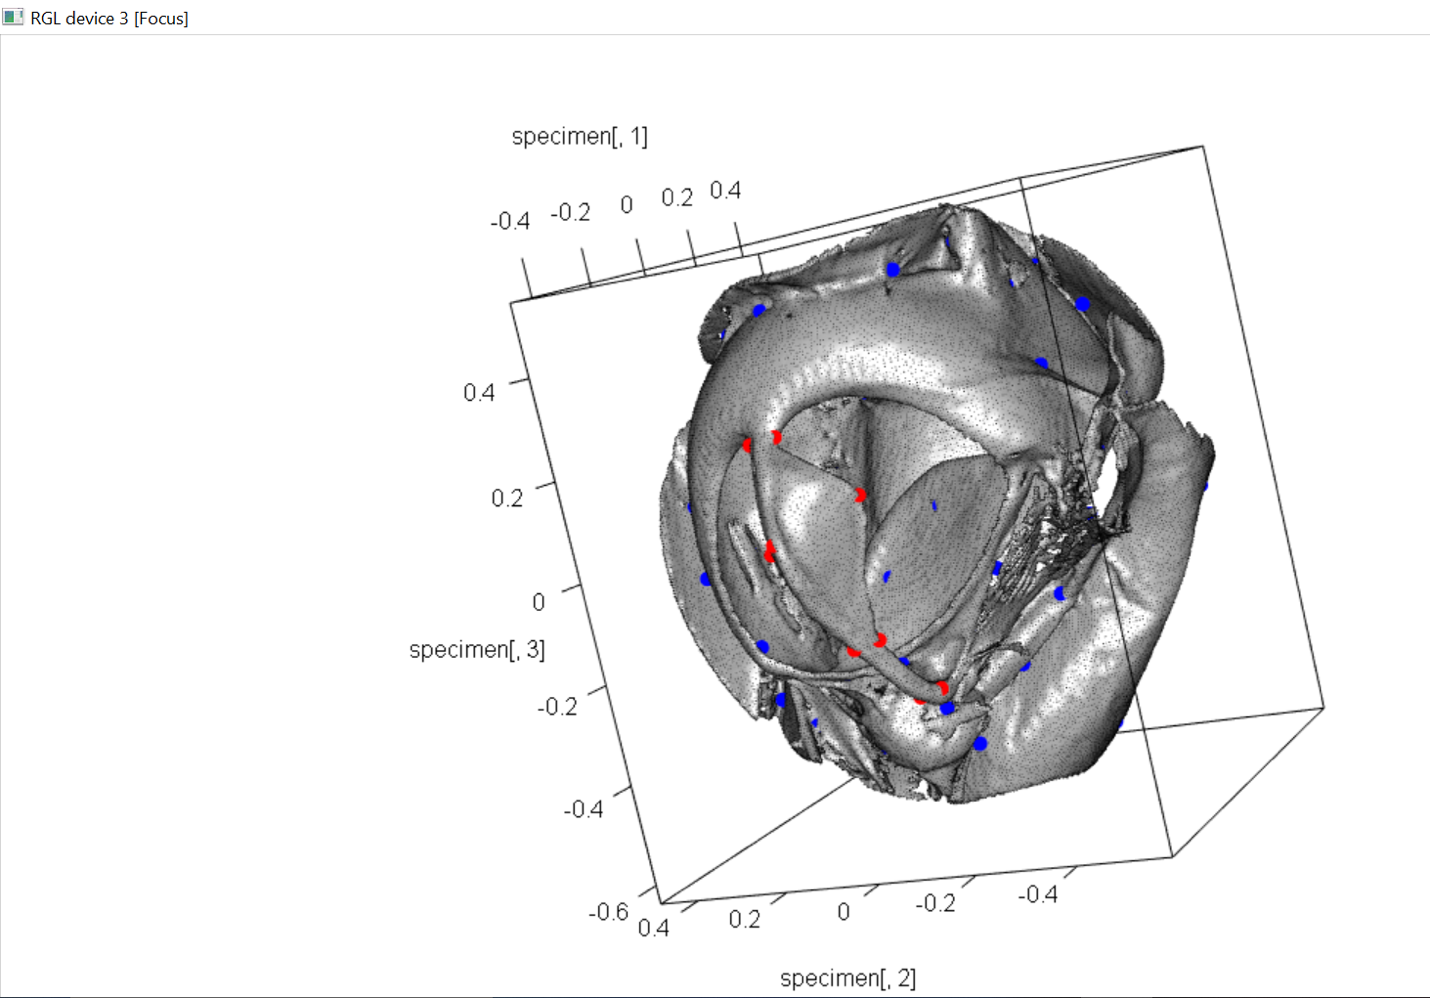 RGL device 3 [Focus]
specimen[, 1]
-0.4 -0.2 0 0.2 0.4
0.4
0.2
0
specimen[, 3]
-0.2
-0.4
-0.6
0.4 0.2 0 -0.2 -0.4
specimen[, 2]